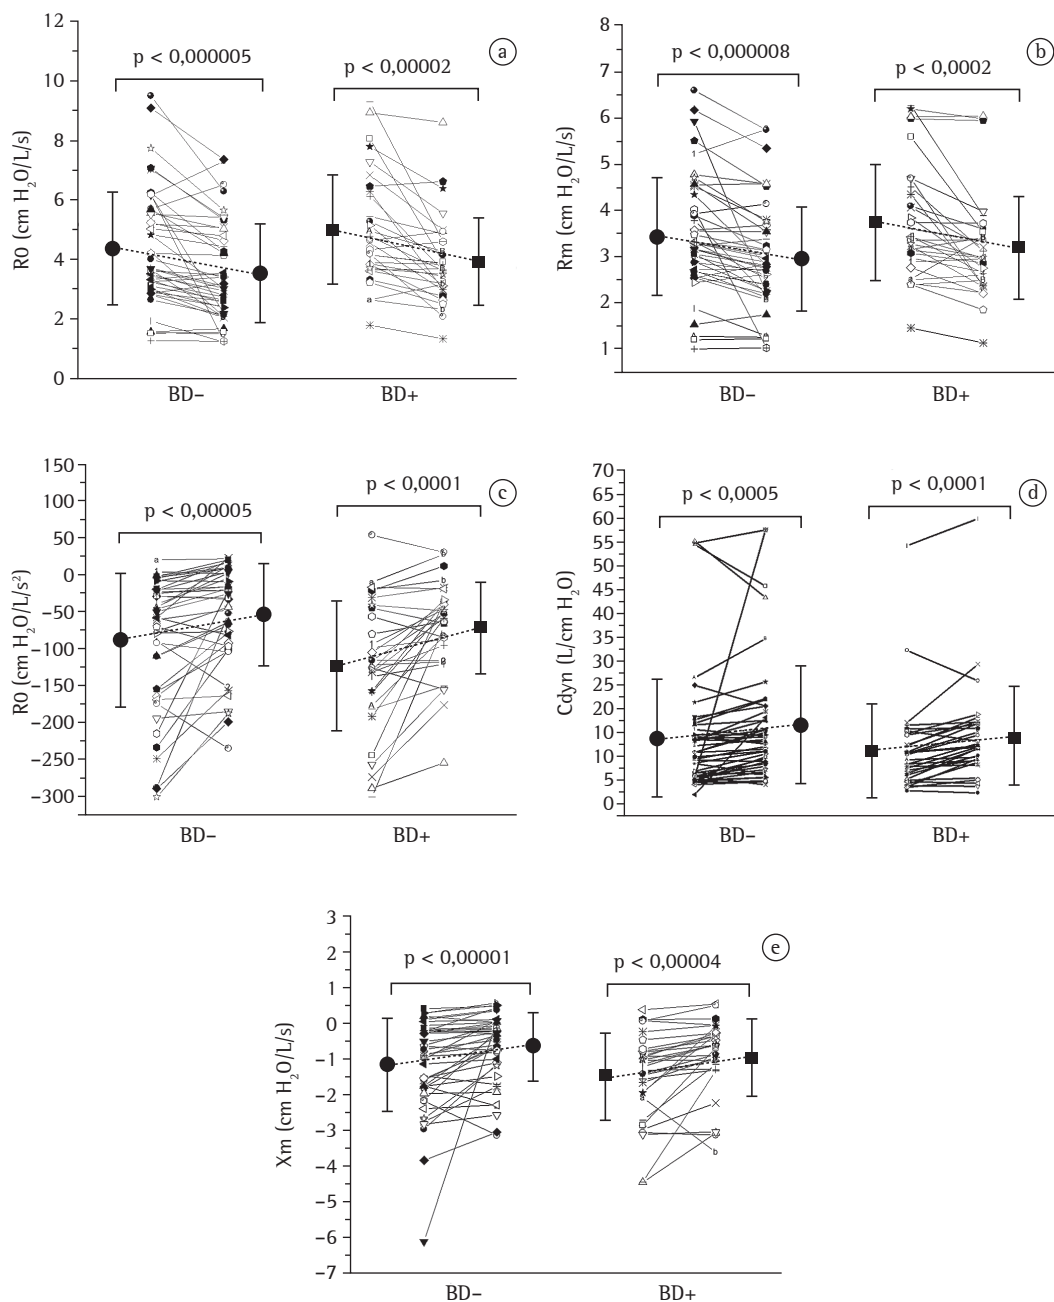 12
10
8
6
4
2
0
R0 (cm H₂O/L/s)
p < 0,000005
p < 0,00002
a
BD−
BD+
8
7
6
5
4
3
2
1
Rm (cm H₂O/L/s)
p < 0,000008
p < 0,0002
b
BD−
BD+
150
100
50
0
−50
−100
−150
−200
−250
−300
R0 (cm H₂O/L/s²)
p < 0,00005
p < 0,0001
c
BD−
BD+
70
65
60
55
50
45
40
35
30
25
20
15
10
5
0
Cdyn (L/cm H₂O)
p < 0,0005
p < 0,0001
d
BD−
BD+
3
2
1
0
−1
−2
−3
−4
−5
−6
−7
Xm (cm H₂O/L/s)
p < 0,00001
p < 0,00004
e
BD−
BD+